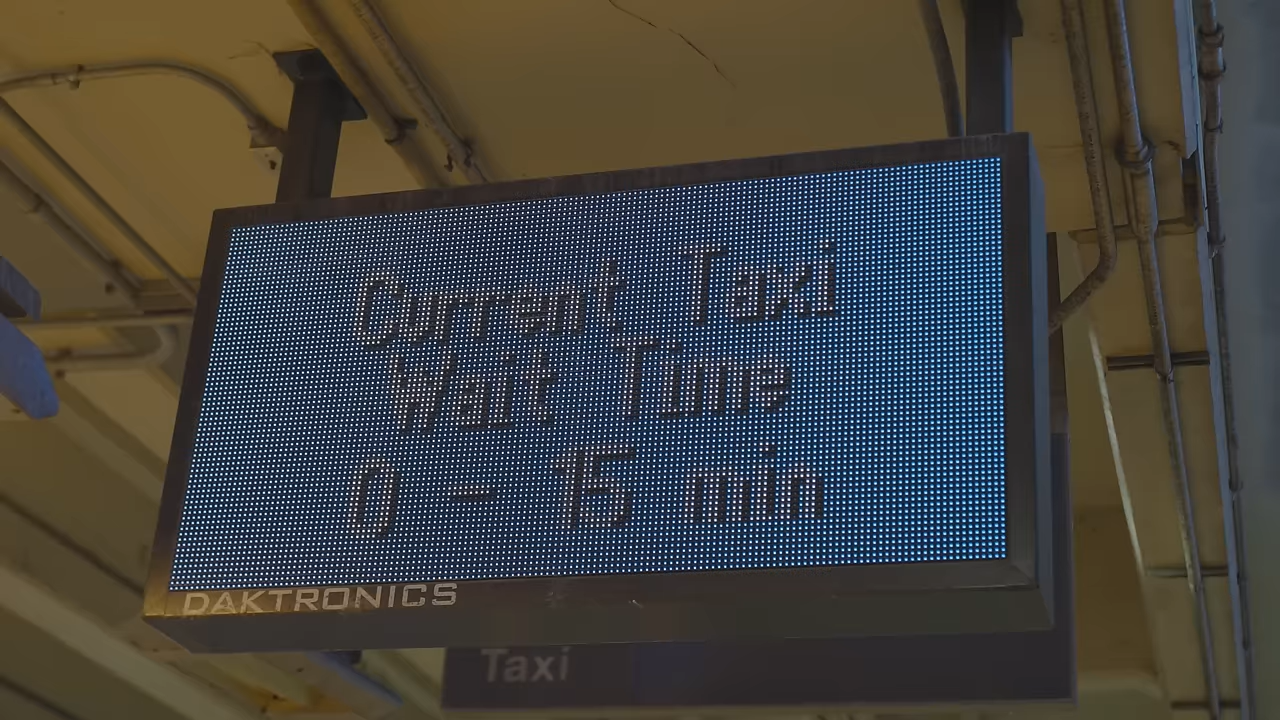 Current Taxi
Wait Time
0 - 15 min
DAKTRONICS
Taxi